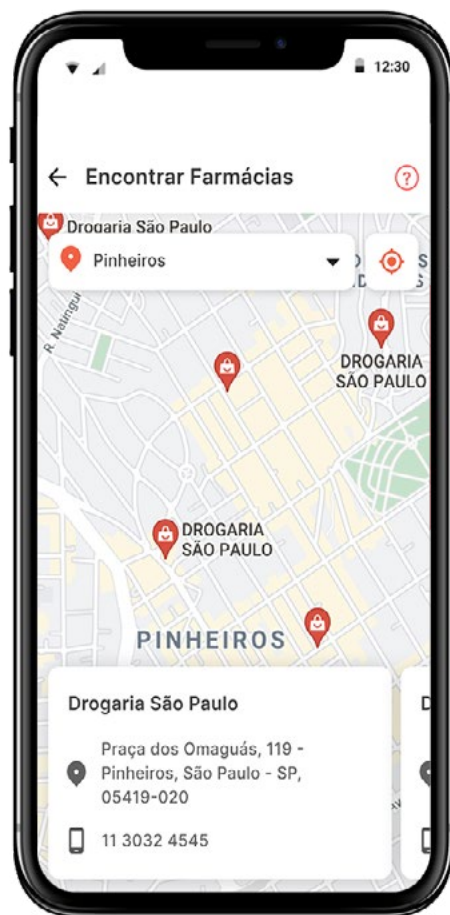 12:30
Encontrar Farmácias
?
Drogaria São Paulo
Pinheiros
R. Natingui
DROGARIA
SÃO PAULO
DROGARIA
SÃO PAULO
PINHEIROS
Drogaria São Paulo
D
Praça dos Omaguás, 119 -
Pinheiros, São Paulo - SP,
05419-020
11 3032 4545